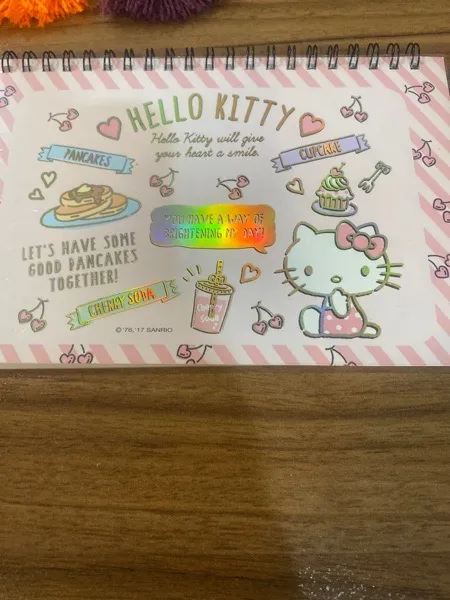 HELLO KITTY
Hello Kitty will give
your heart a smile.
PANCAKES
CUPCAKE
YOU HAVE A WAY OF
BRIGHTENING MY DAY!
LET'S HAVE SOME
GOOD PANCAKES
TOGETHER!
CHERRY SODA
© '76, '17 SANRIO